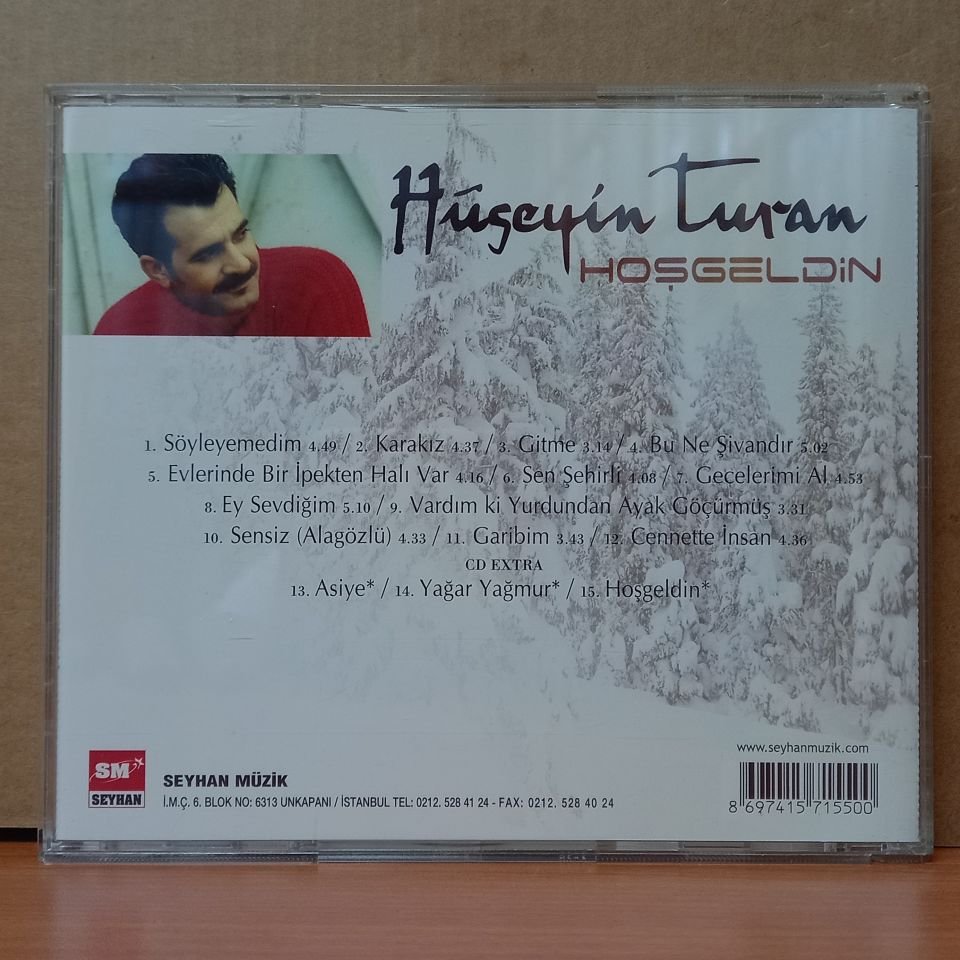 Hüseyin Turan
HOŞGELDİN
1. Söyleyemedim 4.49 / 2. Karakız 4.37 / 3. Gitme 3.14 / 4. Bu Ne Şivandır 5.02
5. Evlerinde Bir İpekten Halı Var 4.16 / 6. Sen Şehirli 4.08 / 7. Gecelerimi Al 4.53
8. Ey Sevdiğim 5.10 / 9. Vardım ki Yurdundan Ayak Göçürmüş 3.31
10. Sensiz (Alagözlü) 4.33 / 11. Garibim 3.43 / 12. Cennette İnsan 4.36
CD EXTRA
13. Asiye* / 14. Yağar Yağmur* / 15. Hoşgeldin*
www.seyhanmuzik.com
SM
SEYHAN
SEYHAN MÜZİK
İ.M.Ç. 6. BLOK NO: 6313 UNKAPANI / İSTANBUL TEL: 0212. 528 41 24 - FAX: 0212. 528 40 24
8 697415 715500